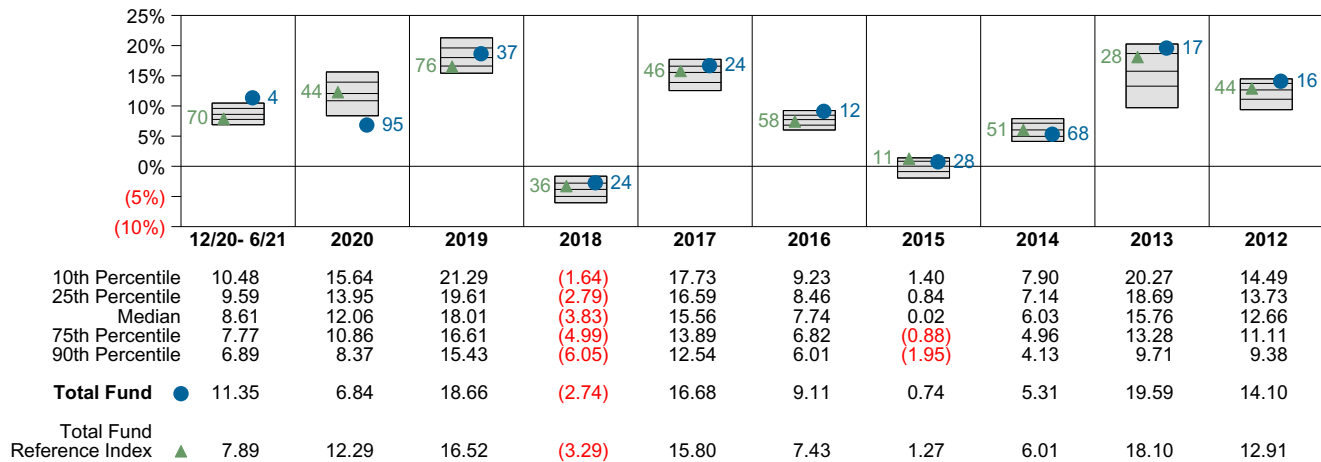 25%
20%
15%
10%
5%
0%
(5%)
(10%)
70 4
44 95
76 37
36 24
46 24
58 12
11 28
51 68
28 17
44 16
12/20- 6/21 2020 2019 2018 2017 2016 2015 2014 2013 2012
10th Percentile 10.48 15.64 21.29 (1.64) 17.73 9.23 1.40 7.90 20.27 14.49
25th Percentile 9.59 13.95 19.61 (2.79) 16.59 8.46 0.84 7.14 18.69 13.73
Median 8.61 12.06 18.01 (3.83) 15.56 7.74 0.02 6.03 15.76 12.66
75th Percentile 7.77 10.86 16.61 (4.99) 13.89 6.82 (0.88) 4.96 13.28 11.11
90th Percentile 6.89 8.37 15.43 (6.05) 12.54 6.01 (1.95) 4.13 9.71 9.38
Total Fund 11.35 6.84 18.66 (2.74) 16.68 9.11 0.74 5.31 19.59 14.10
Total Fund
Reference Index 7.89 12.29 16.52 (3.29) 15.80 7.43 1.27 6.01 18.10 12.91